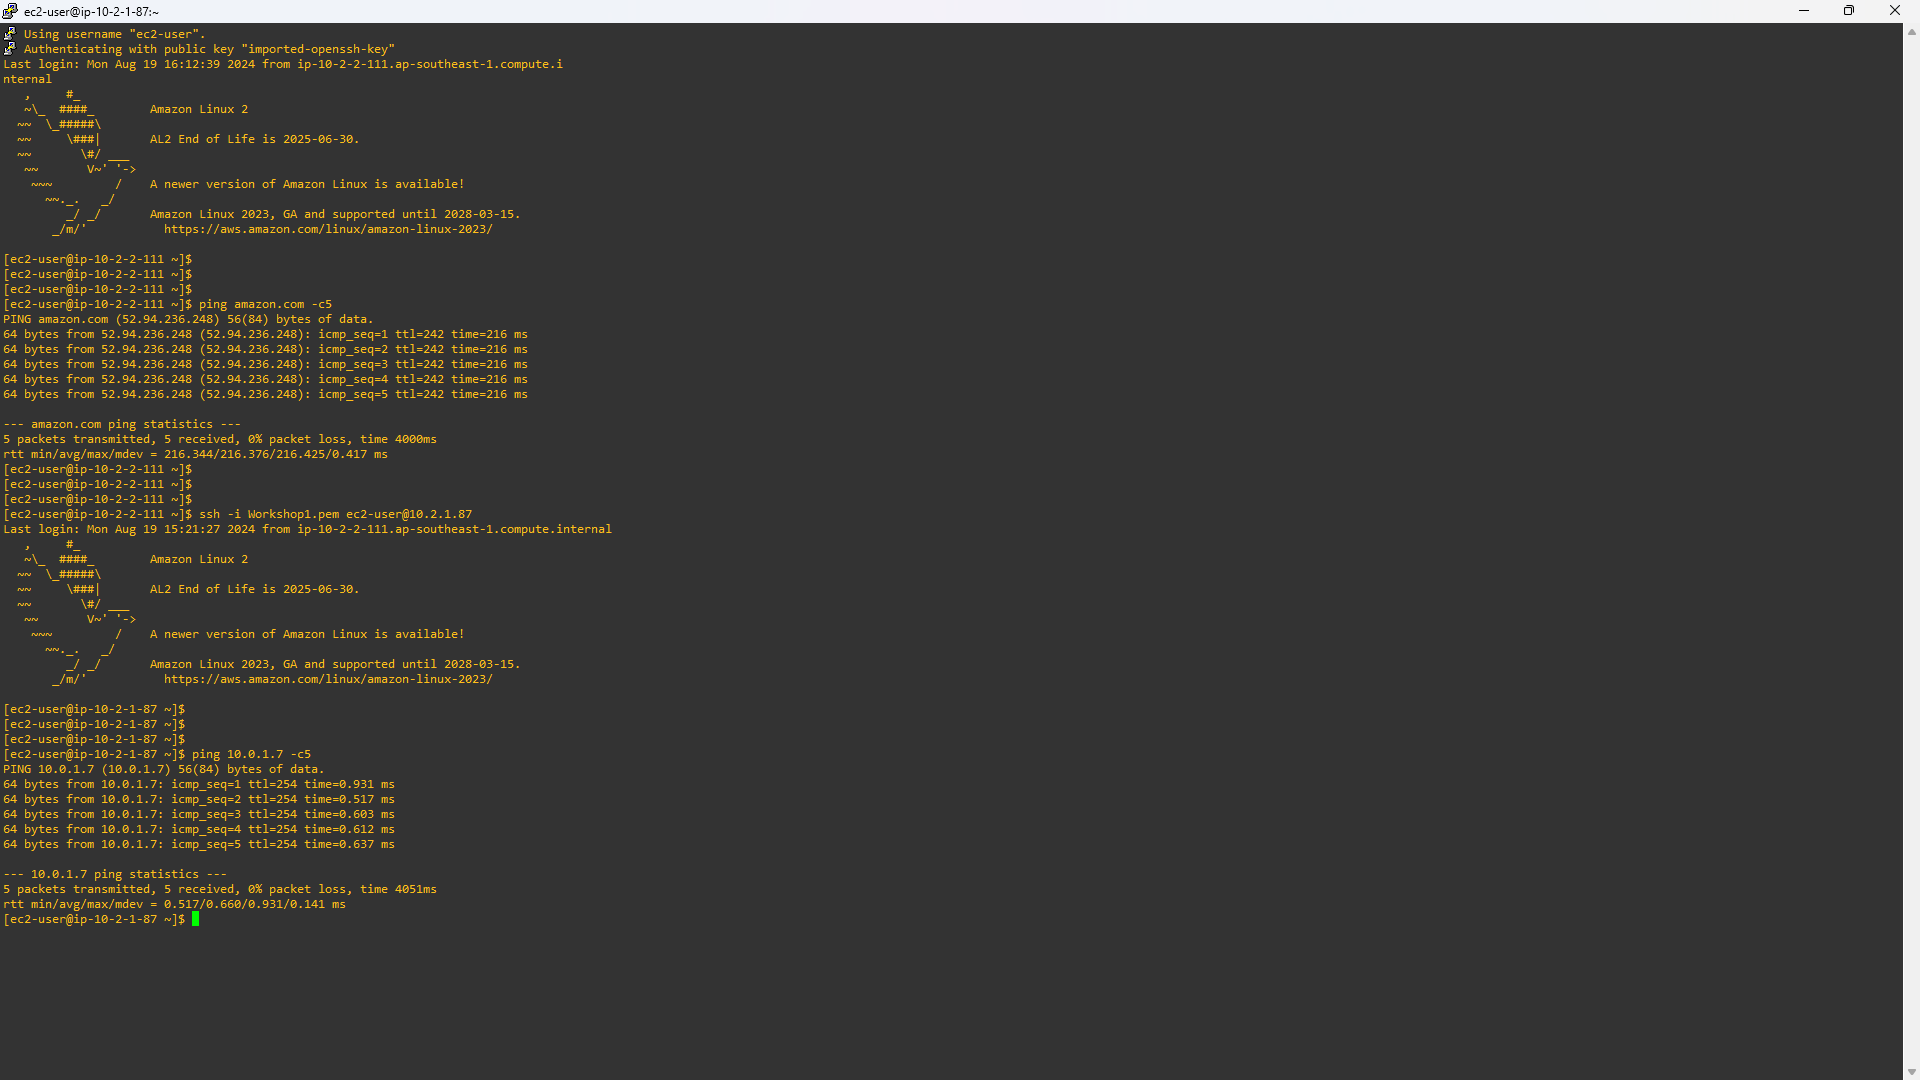 ec2-user@ip-10-2-1-87:~
Using username "ec2-user".
Authenticating with public key "imported-openssh-key"
Last login: Mon Aug 19 16:12:39 2024 from ip-10-2-2-111.ap-southeast-1.compute.i
nternal
   ,     #_
   ~\_  ####_        Amazon Linux 2
  ~~  \_#####\
  ~~     \###|       AL2 End of Life is 2025-06-30.
  ~~       \#/ ___
   ~~       V~' '->
    ~~~         /    A newer version of Amazon Linux is available!
      ~~._.   _/
         _/ _/       Amazon Linux 2023, GA and supported until 2028-03-15.
       _/m/'           https://aws.amazon.com/linux/amazon-linux-2023/
[ec2-user@ip-10-2-2-111 ~]$
[ec2-user@ip-10-2-2-111 ~]$
[ec2-user@ip-10-2-2-111 ~]$
[ec2-user@ip-10-2-2-111 ~]$ ping amazon.com -c5
PING amazon.com (52.94.236.248) 56(84) bytes of data.
64 bytes from 52.94.236.248 (52.94.236.248): icmp_seq=1 ttl=242 time=216 ms
64 bytes from 52.94.236.248 (52.94.236.248): icmp_seq=2 ttl=242 time=216 ms
64 bytes from 52.94.236.248 (52.94.236.248): icmp_seq=3 ttl=242 time=216 ms
64 bytes from 52.94.236.248 (52.94.236.248): icmp_seq=4 ttl=242 time=216 ms
64 bytes from 52.94.236.248 (52.94.236.248): icmp_seq=5 ttl=242 time=216 ms
--- amazon.com ping statistics ---
5 packets transmitted, 5 received, 0% packet loss, time 4000ms
rtt min/avg/max/mdev = 216.344/216.376/216.425/0.417 ms
[ec2-user@ip-10-2-2-111 ~]$
[ec2-user@ip-10-2-2-111 ~]$
[ec2-user@ip-10-2-2-111 ~]$
[ec2-user@ip-10-2-2-111 ~]$ ssh -i Workshop1.pem ec2-user@10.2.1.87
Last login: Mon Aug 19 15:21:27 2024 from ip-10-2-2-111.ap-southeast-1.compute.internal
   ,     #_
   ~\_  ####_        Amazon Linux 2
  ~~  \_#####\
  ~~     \###|       AL2 End of Life is 2025-06-30.
  ~~       \#/ ___
   ~~       V~' '->
    ~~~         /    A newer version of Amazon Linux is available!
      ~~._.   _/
         _/ _/       Amazon Linux 2023, GA and supported until 2028-03-15.
       _/m/'           https://aws.amazon.com/linux/amazon-linux-2023/
[ec2-user@ip-10-2-1-87 ~]$
[ec2-user@ip-10-2-1-87 ~]$
[ec2-user@ip-10-2-1-87 ~]$
[ec2-user@ip-10-2-1-87 ~]$ ping 10.0.1.7 -c5
PING 10.0.1.7 (10.0.1.7) 56(84) bytes of data.
64 bytes from 10.0.1.7: icmp_seq=1 ttl=254 time=0.931 ms
64 bytes from 10.0.1.7: icmp_seq=2 ttl=254 time=0.517 ms
64 bytes from 10.0.1.7: icmp_seq=3 ttl=254 time=0.603 ms
64 bytes from 10.0.1.7: icmp_seq=4 ttl=254 time=0.612 ms
64 bytes from 10.0.1.7: icmp_seq=5 ttl=254 time=0.637 ms
--- 10.0.1.7 ping statistics ---
5 packets transmitted, 5 received, 0% packet loss, time 4051ms
rtt min/avg/max/mdev = 0.517/0.660/0.931/0.141 ms
[ec2-user@ip-10-2-1-87 ~]$